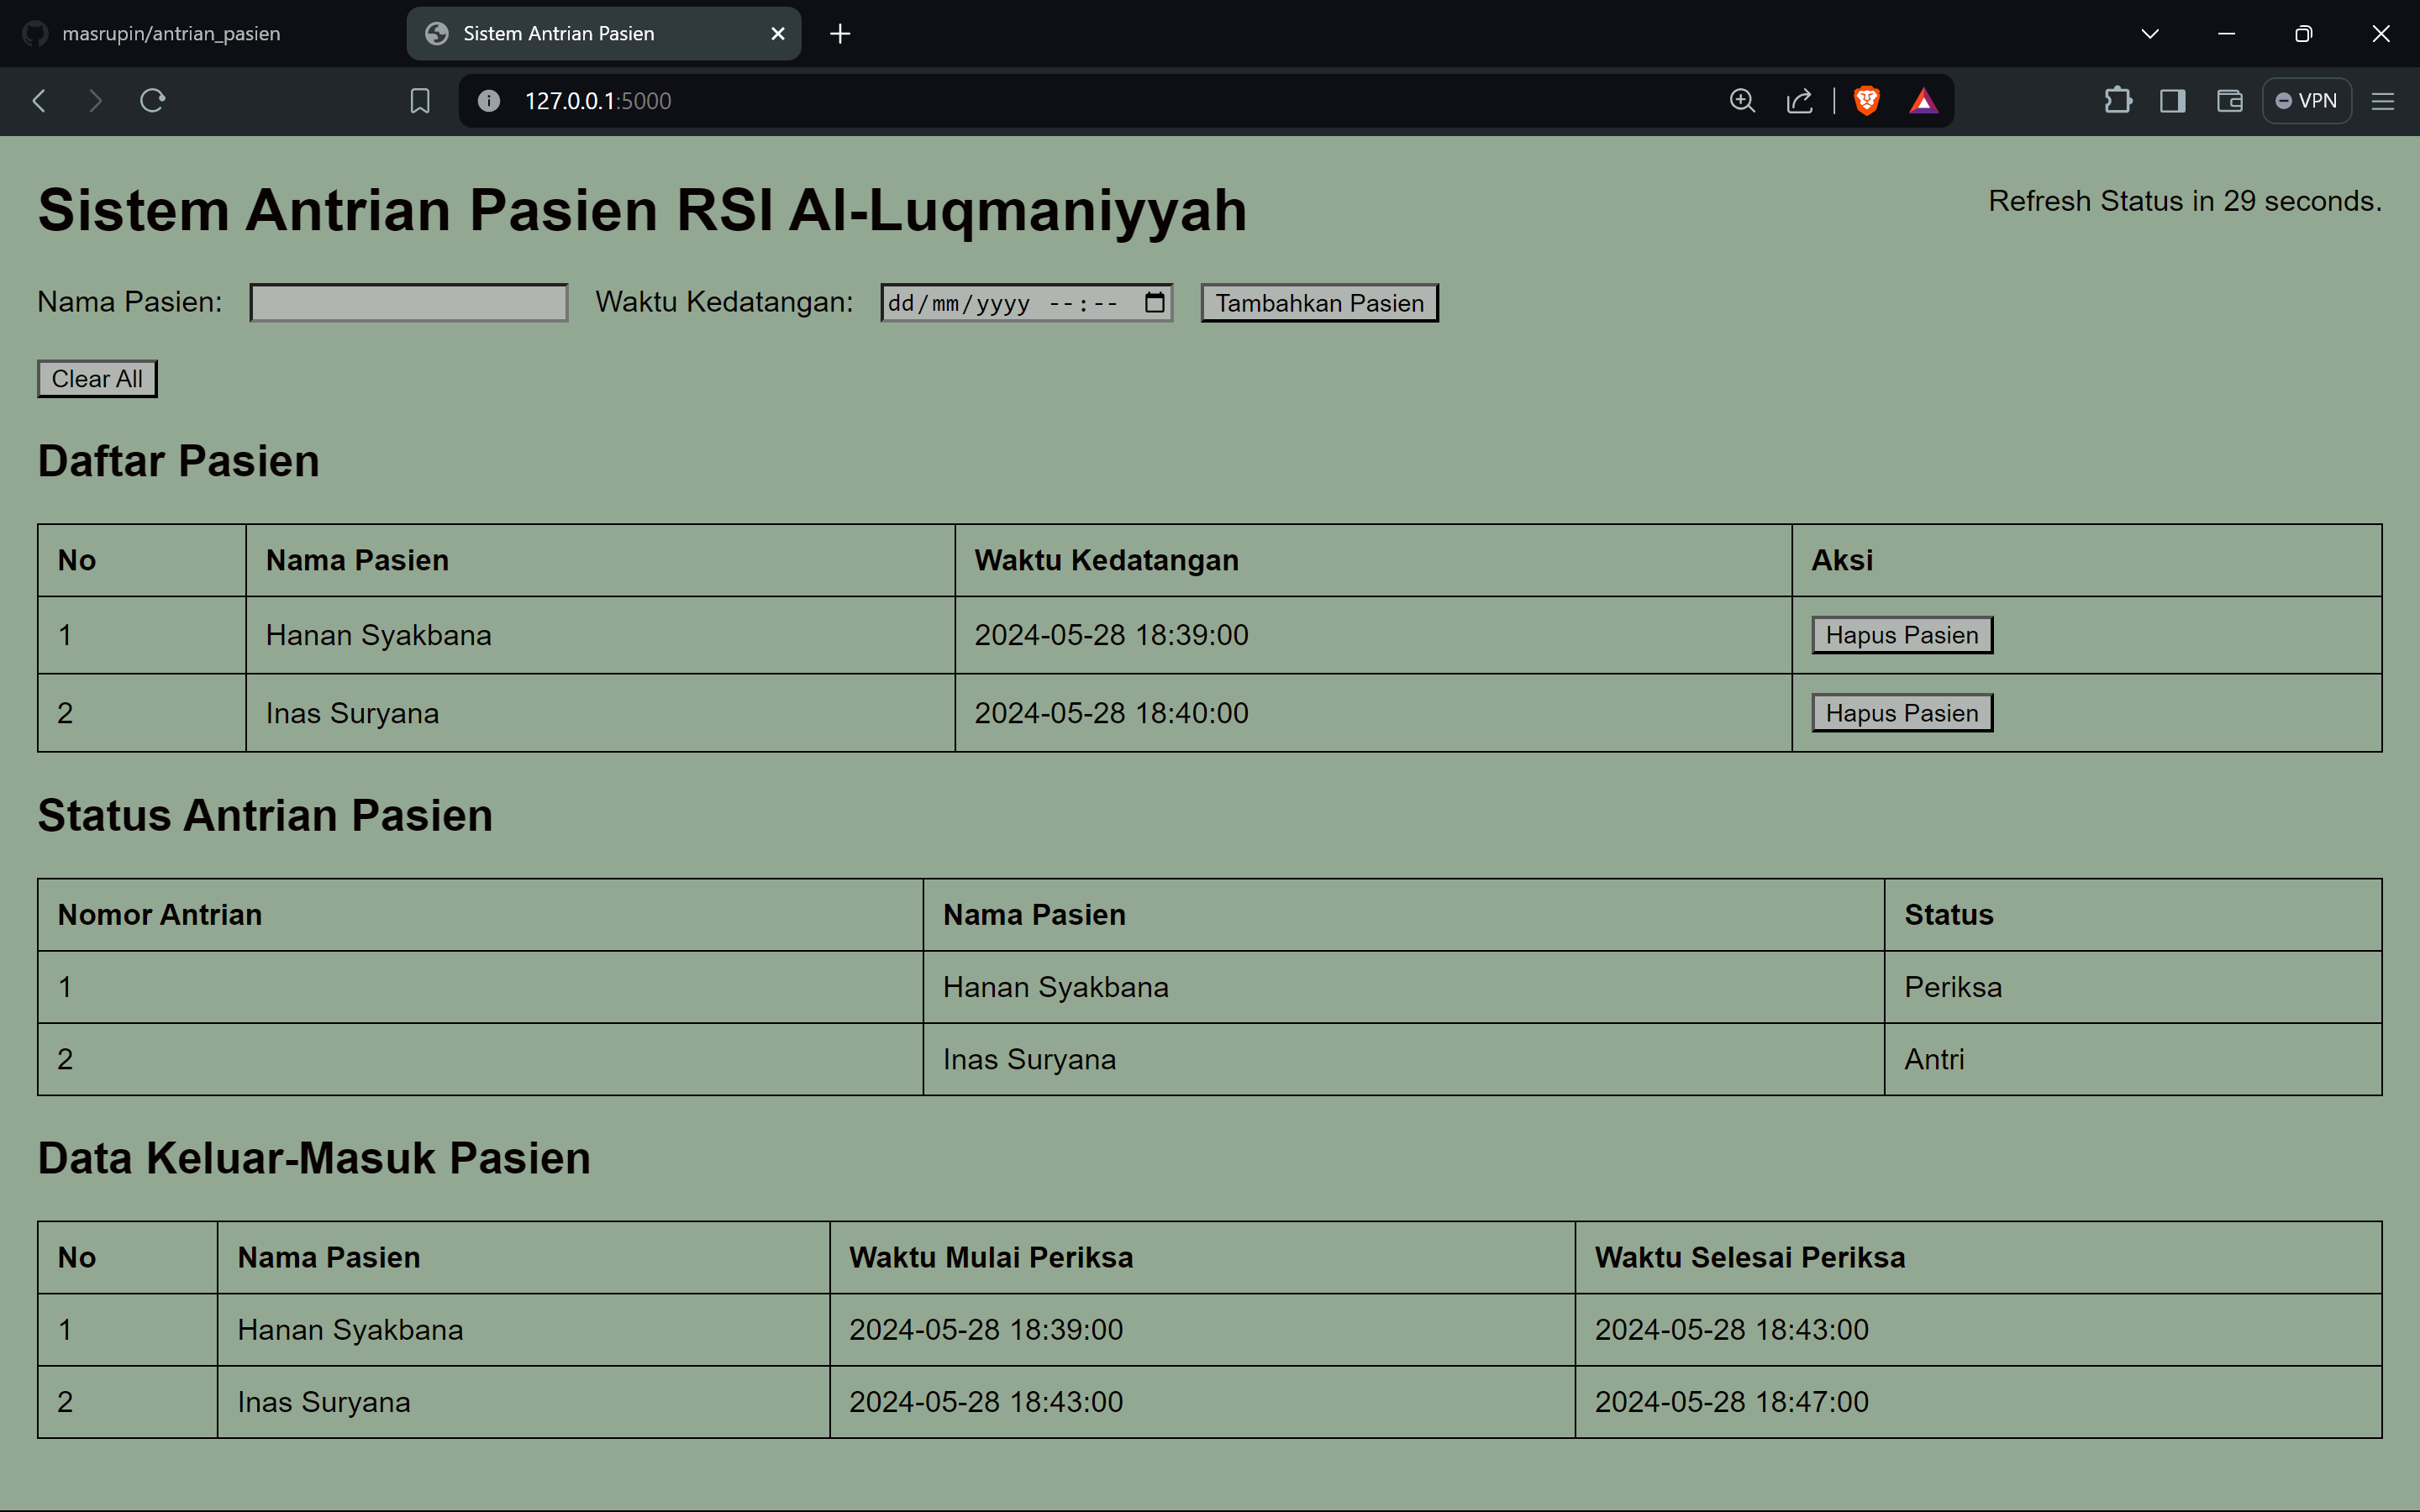 masrupin/antrian_pasien
Sistem Antrian Pasien
127.0.0.1:5000
VPN
Sistem Antrian Pasien RSI Al-Luqmaniyyah
Refresh Status in 29 seconds.
Nama Pasien: Waktu Kedatangan: dd/mm/yyyy --:-- Tambahkan Pasien
Clear All
Daftar Pasien
No Nama Pasien Waktu Kedatangan Aksi
1 Hanan Syakbana 2024-05-28 18:39:00 Hapus Pasien
2 Inas Suryana 2024-05-28 18:40:00 Hapus Pasien
Status Antrian Pasien
Nomor Antrian Nama Pasien Status
1 Hanan Syakbana Periksa
2 Inas Suryana Antri
Data Keluar-Masuk Pasien
No Nama Pasien Waktu Mulai Periksa Waktu Selesai Periksa
1 Hanan Syakbana 2024-05-28 18:39:00 2024-05-28 18:43:00
2 Inas Suryana 2024-05-28 18:43:00 2024-05-28 18:47:00